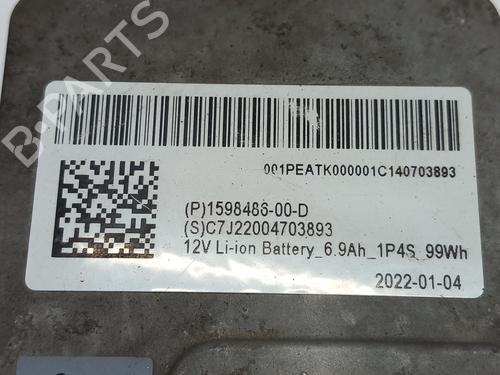 B-PARTS
001PEATK000001C140703893
(P)1598486-00-D
(S)C7J22004703893
12V Li-ion Battery_6.9Ah_1P4S_99Wh
2022-01-04